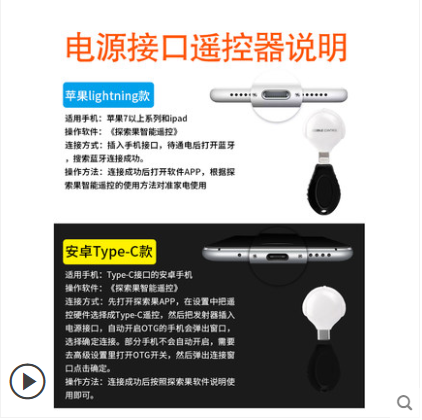 电源接口遥控器说明
苹果lightning款
适用手机：苹果7以上系列和ipad
操作软件：《探索果智能遥控》
连接方式：插入手机接口，待通电后打开蓝牙
，搜索蓝牙连接成功。
操作方法：连接成功后打开软件APP，根据探
索果智能遥控的使用方法对准家电使用
安卓Type-C款
适用手机：Type-C接口的安卓手机
操作软件：《探索果智能遥控》
连接方式：先打开探索果APP，在设置中把遥
控硬件选择成Type-C遥控，然后把发射器插入
电源接口，自动开启OTG的手机会弹出窗口，
选择确定连接。部分手机不会自动开启，需要
去高级设置里打开OTG开关，然后弹出连接窗
口点击确定。
操作方法：连接成功后按照探索果软件说明使
用即可。